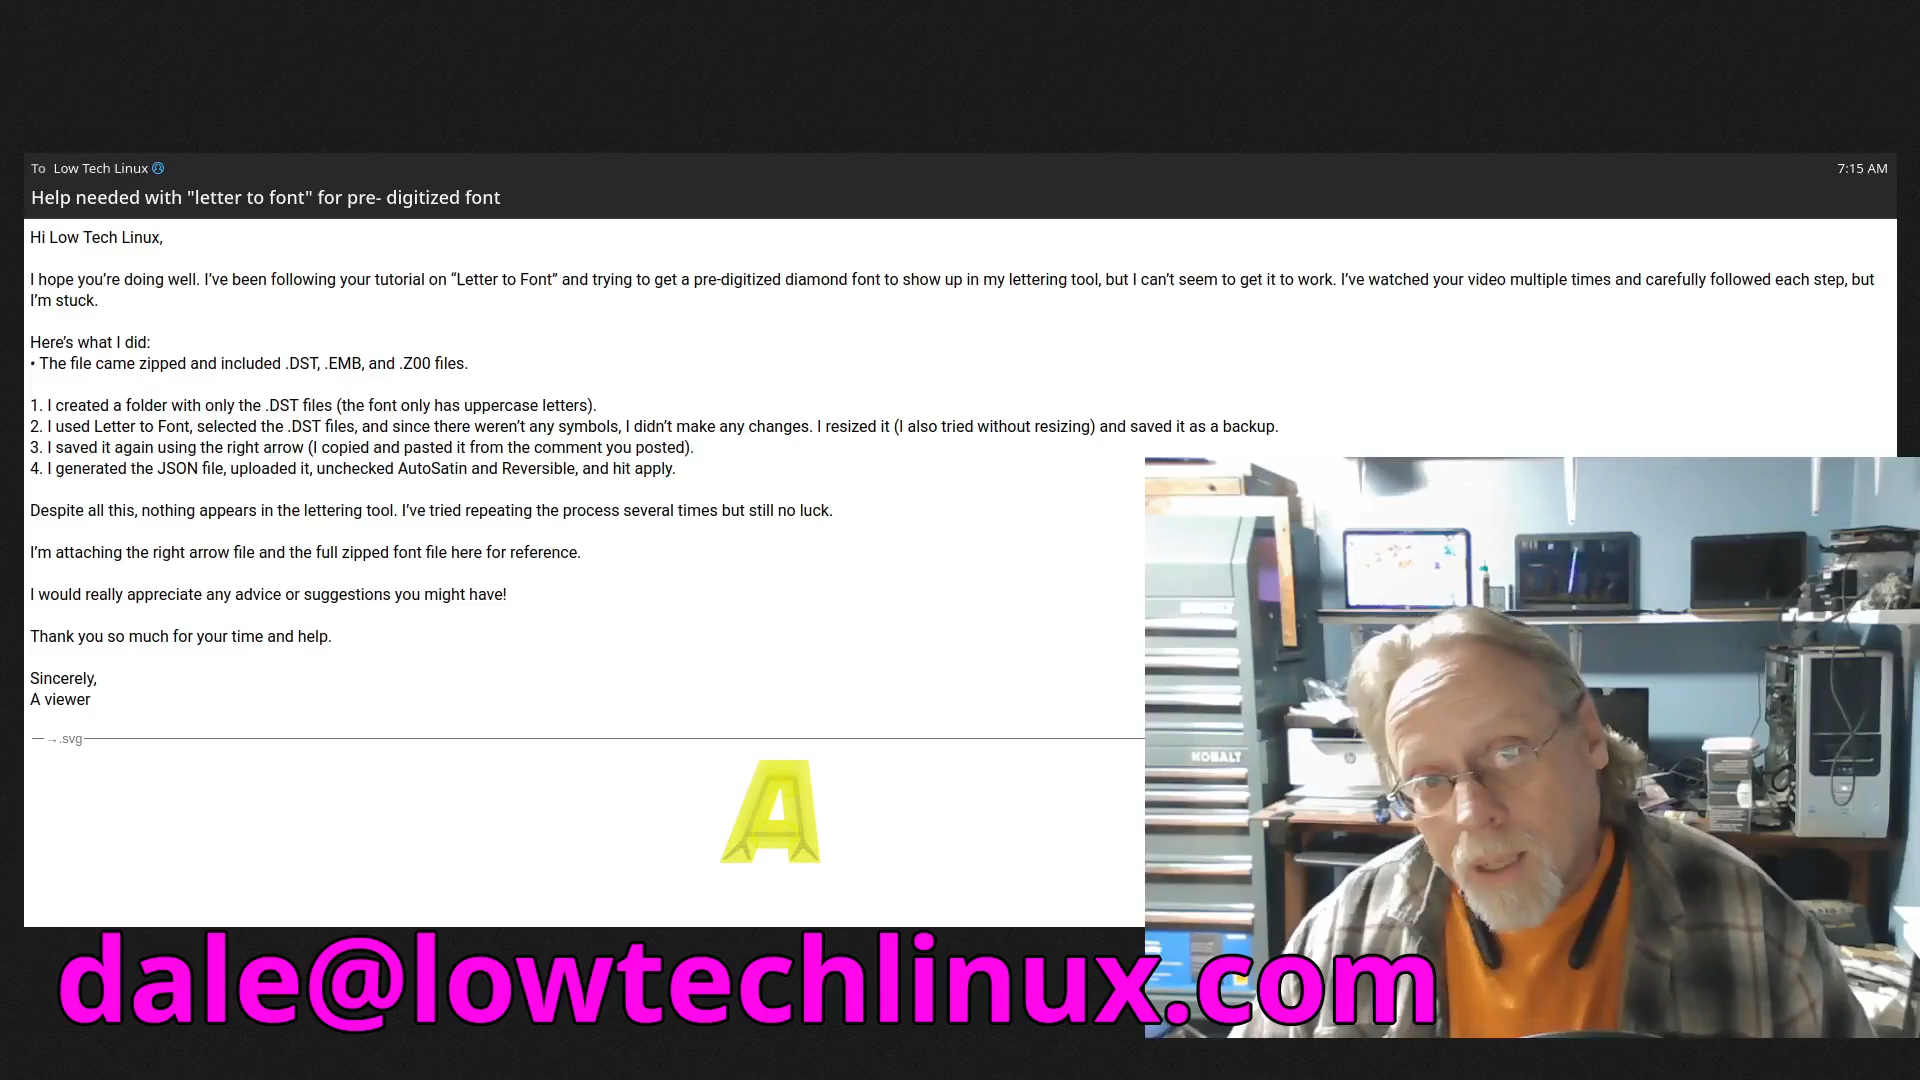 To Low Tech Linux
7:15 AM
Help needed with "letter to font" for pre- digitized font
Hi Low Tech Linux,
I hope you’re doing well. I’ve been following your tutorial on “Letter to Font” and trying to get a pre-digitized diamond font to show up in my lettering tool, but I can’t seem to get it to work. I’ve watched your video multiple times and carefully followed each step, but
I’m stuck.
Here’s what I did:
• The file came zipped and included .DST, .EMB, and .Z00 files.
1. I created a folder with only the .DST files (the font only has uppercase letters).
2. I used Letter to Font, selected the .DST files, and since there weren’t any symbols, I didn’t make any changes. I resized it (I also tried without resizing) and saved it as a backup.
3. I saved it again using the right arrow (I copied and pasted it from the comment you posted).
4. I generated the JSON file, uploaded it, unchecked AutoSatin and Reversible, and hit apply.
Despite all this, nothing appears in the lettering tool. I’ve tried repeating the process several times but still no luck.
I’m attaching the right arrow file and the full zipped font file here for reference.
I would really appreciate any advice or suggestions you might have!
Thank you so much for your time and help.
Sincerely,
A viewer
→.svg
A
KOBALT
dale@lowtechlinux.com